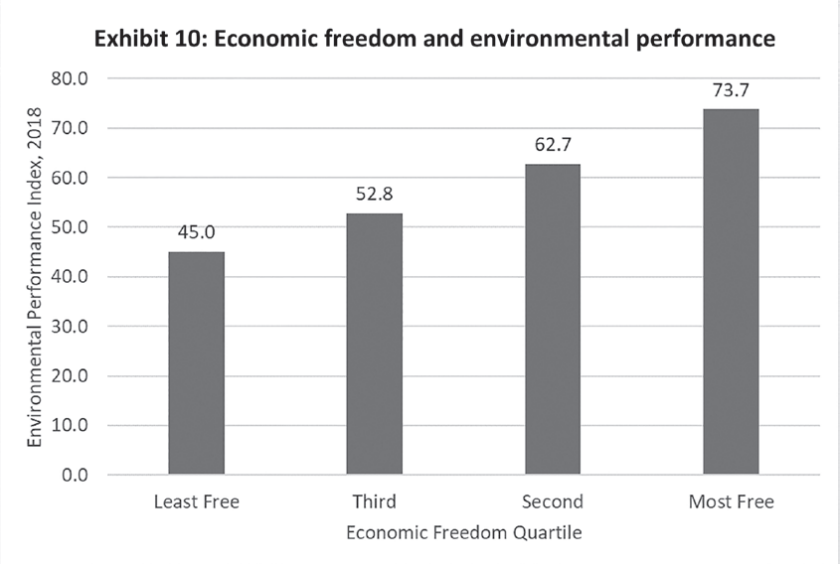 Exhibit 10: Economic freedom and environmental performance
Environmental Performance Index, 2018
80.0
70.0
60.0
50.0
40.0
30.0
20.0
10.0
0.0
45.0
52.8
62.7
73.7
Least Free
Third
Second
Most Free
Economic Freedom Quartile